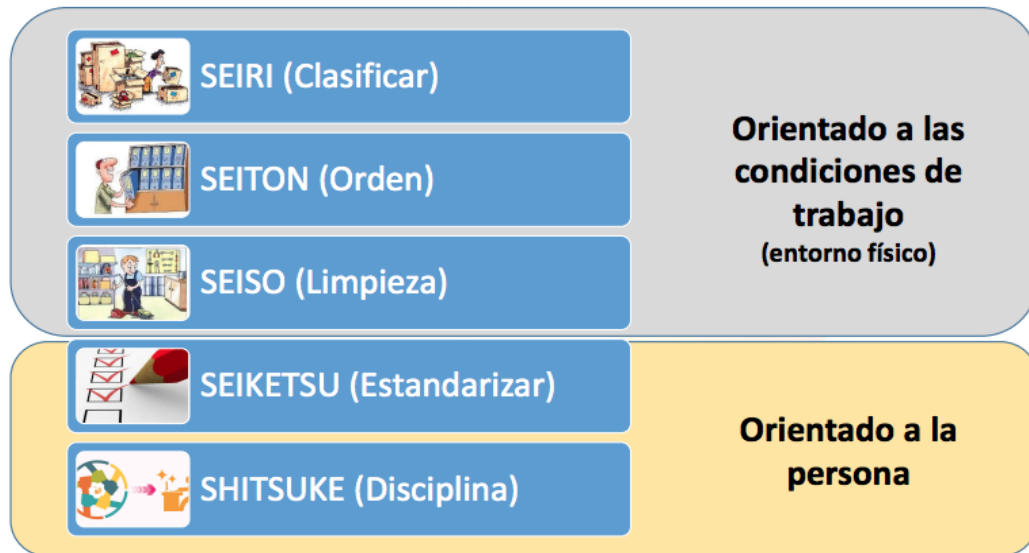 SEIRI (Clasificar)
SEITON (Orden)
SEISO (Limpieza)
Orientado a las
condiciones de
trabajo
(entorno físico)
SEIKETSU (Estandarizar)
SHITSUKE (Disciplina)
Orientado a la
persona